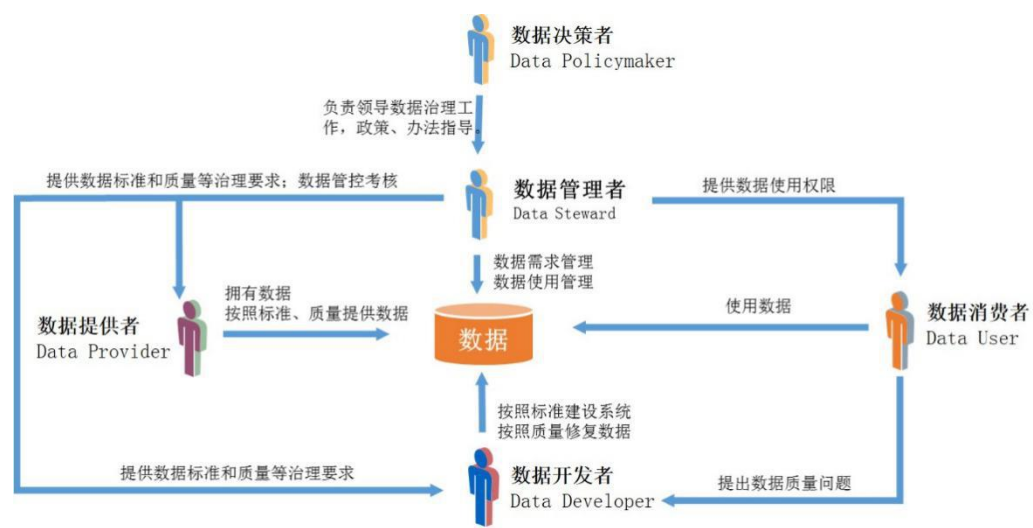 数据决策者
Data Policymaker
负责领导数据治理工
作，政策、办法指导。
提供数据标准和质量等治理要求；数据管控考核
数据管理者
Data Steward
提供数据使用权限
数据需求管理
数据使用管理
拥有数据
按照标准、质量提供数据
数据提供者
Data Provider
数据
使用数据
数据消费者
Data User
按照标准建设系统
按照质量修复数据
提供数据标准和质量等治理要求
数据开发者
Data Developer
提出数据质量问题